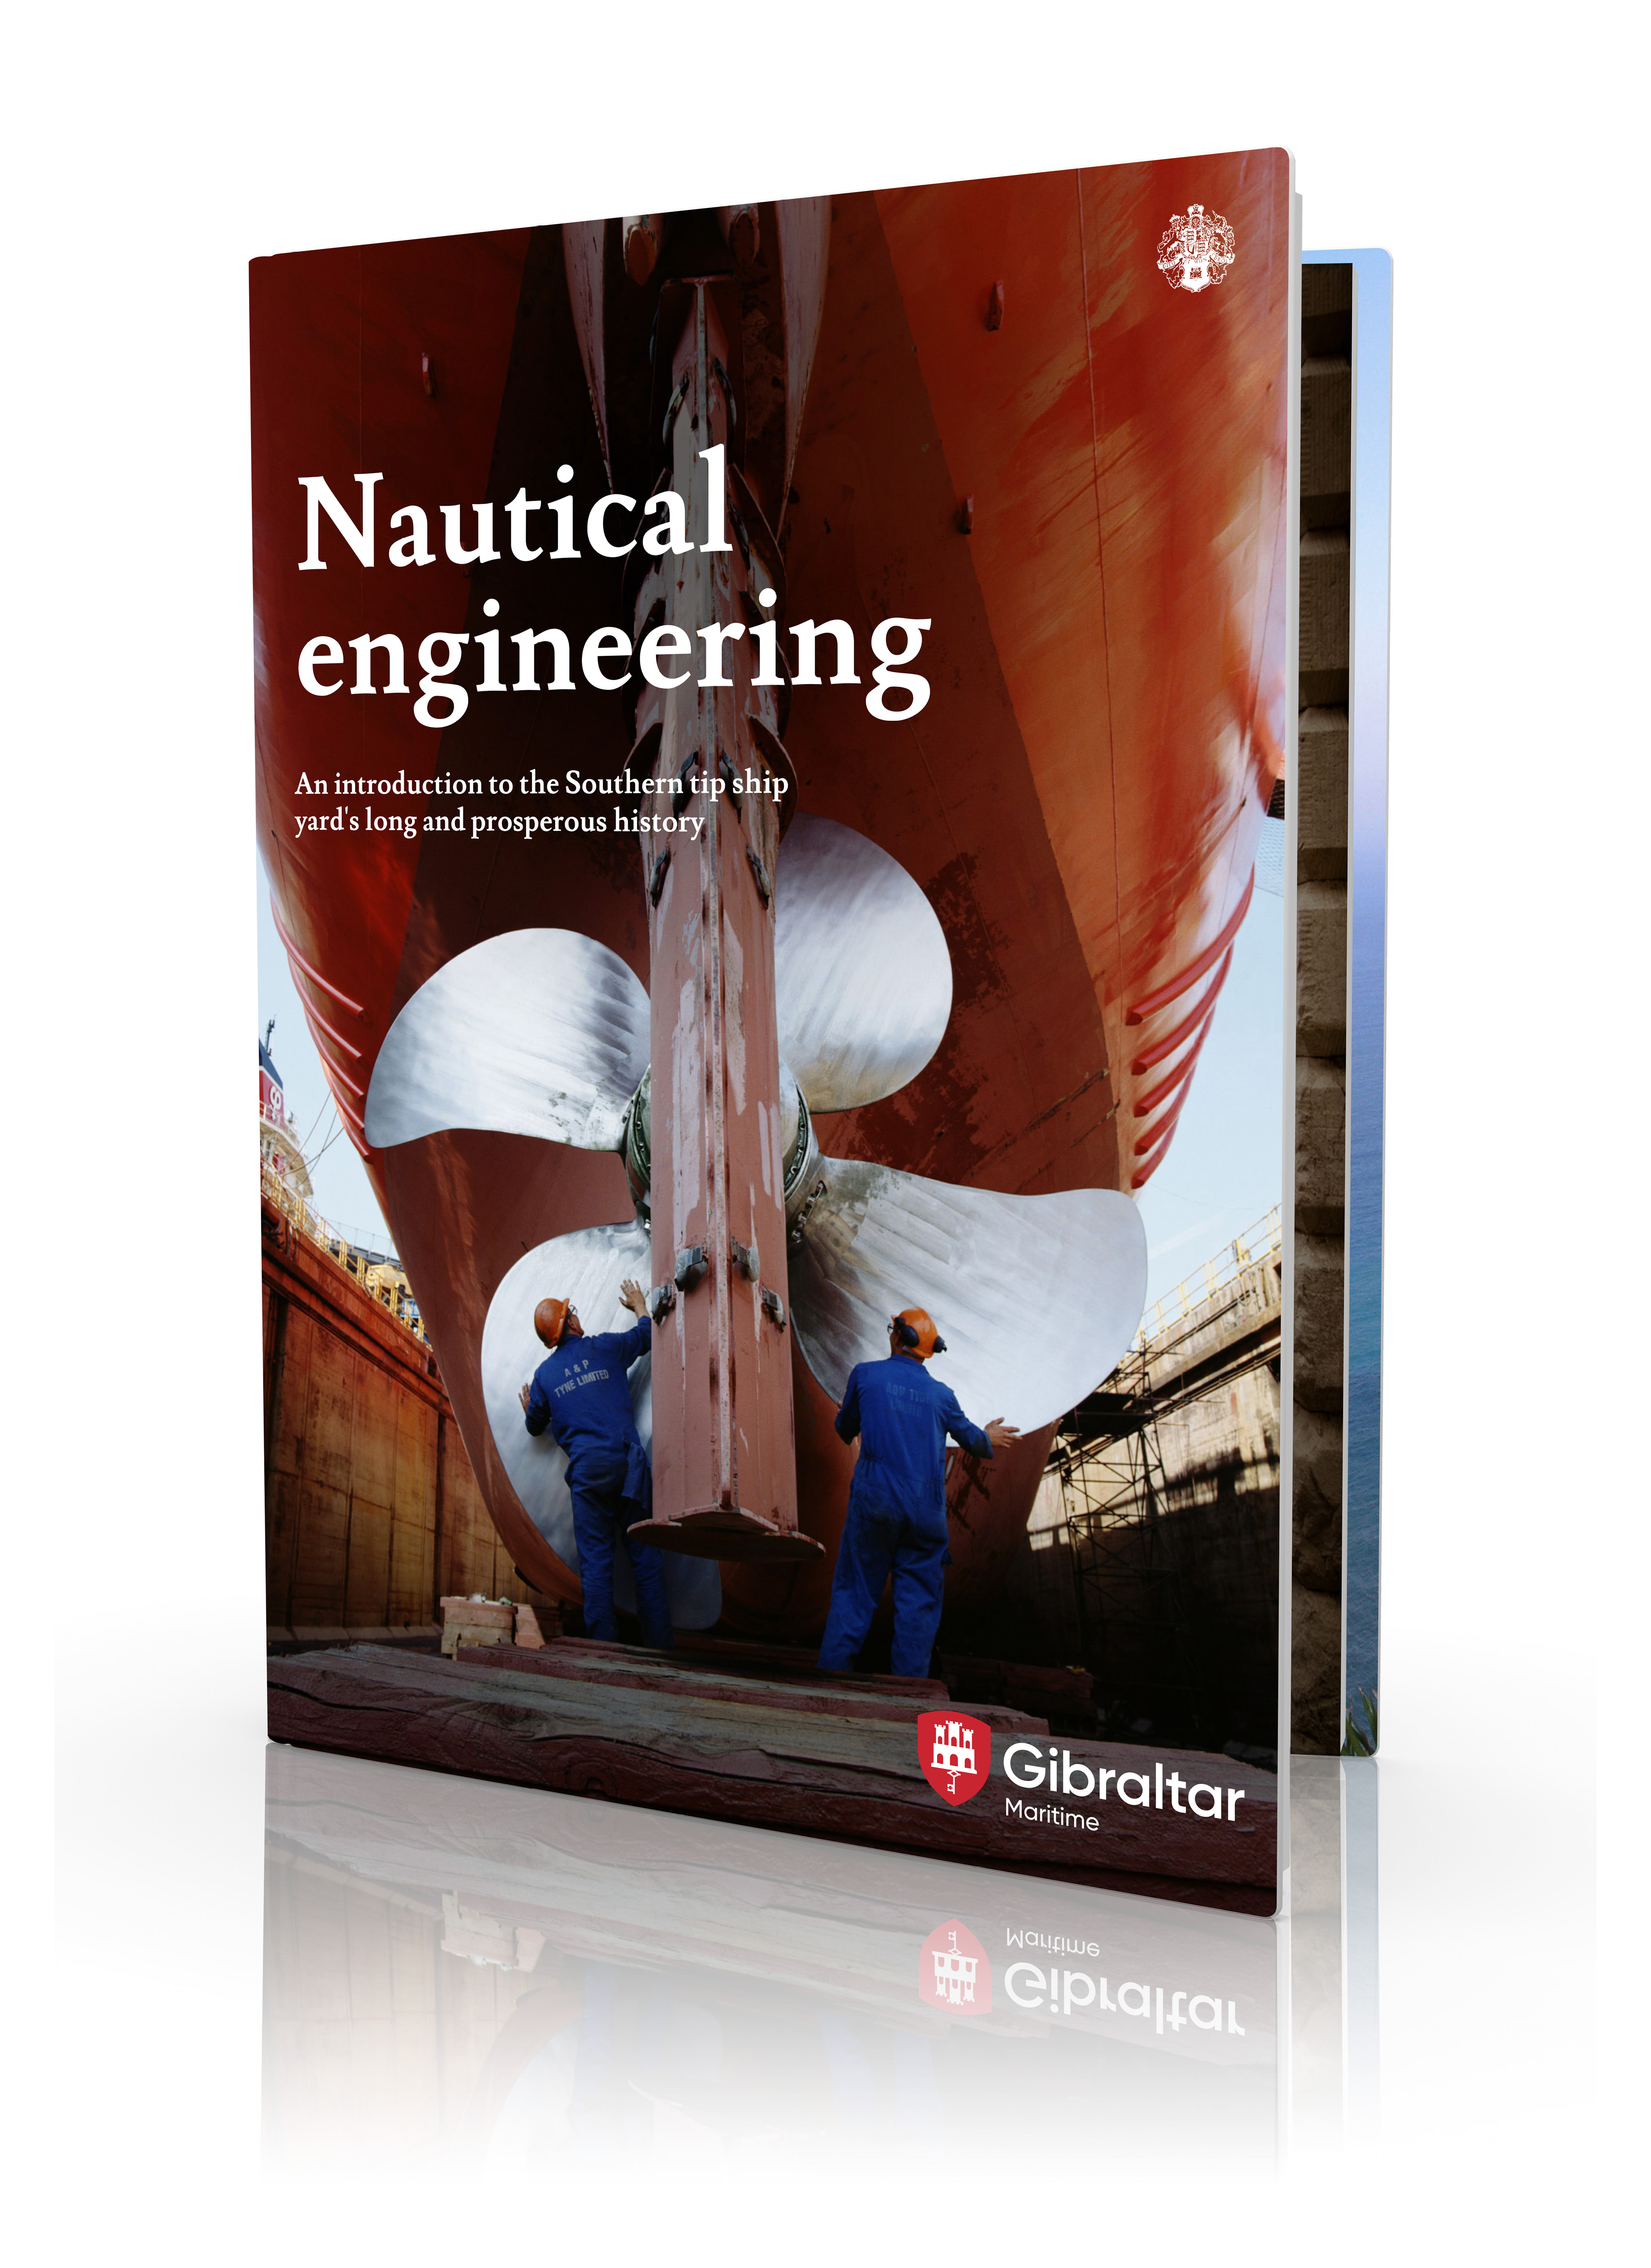 Nautical
engineering
An introduction to the Southern tip ship
yard's long and prosperous history
A & P
TYNE LIMITED
Gibraltar
Maritime